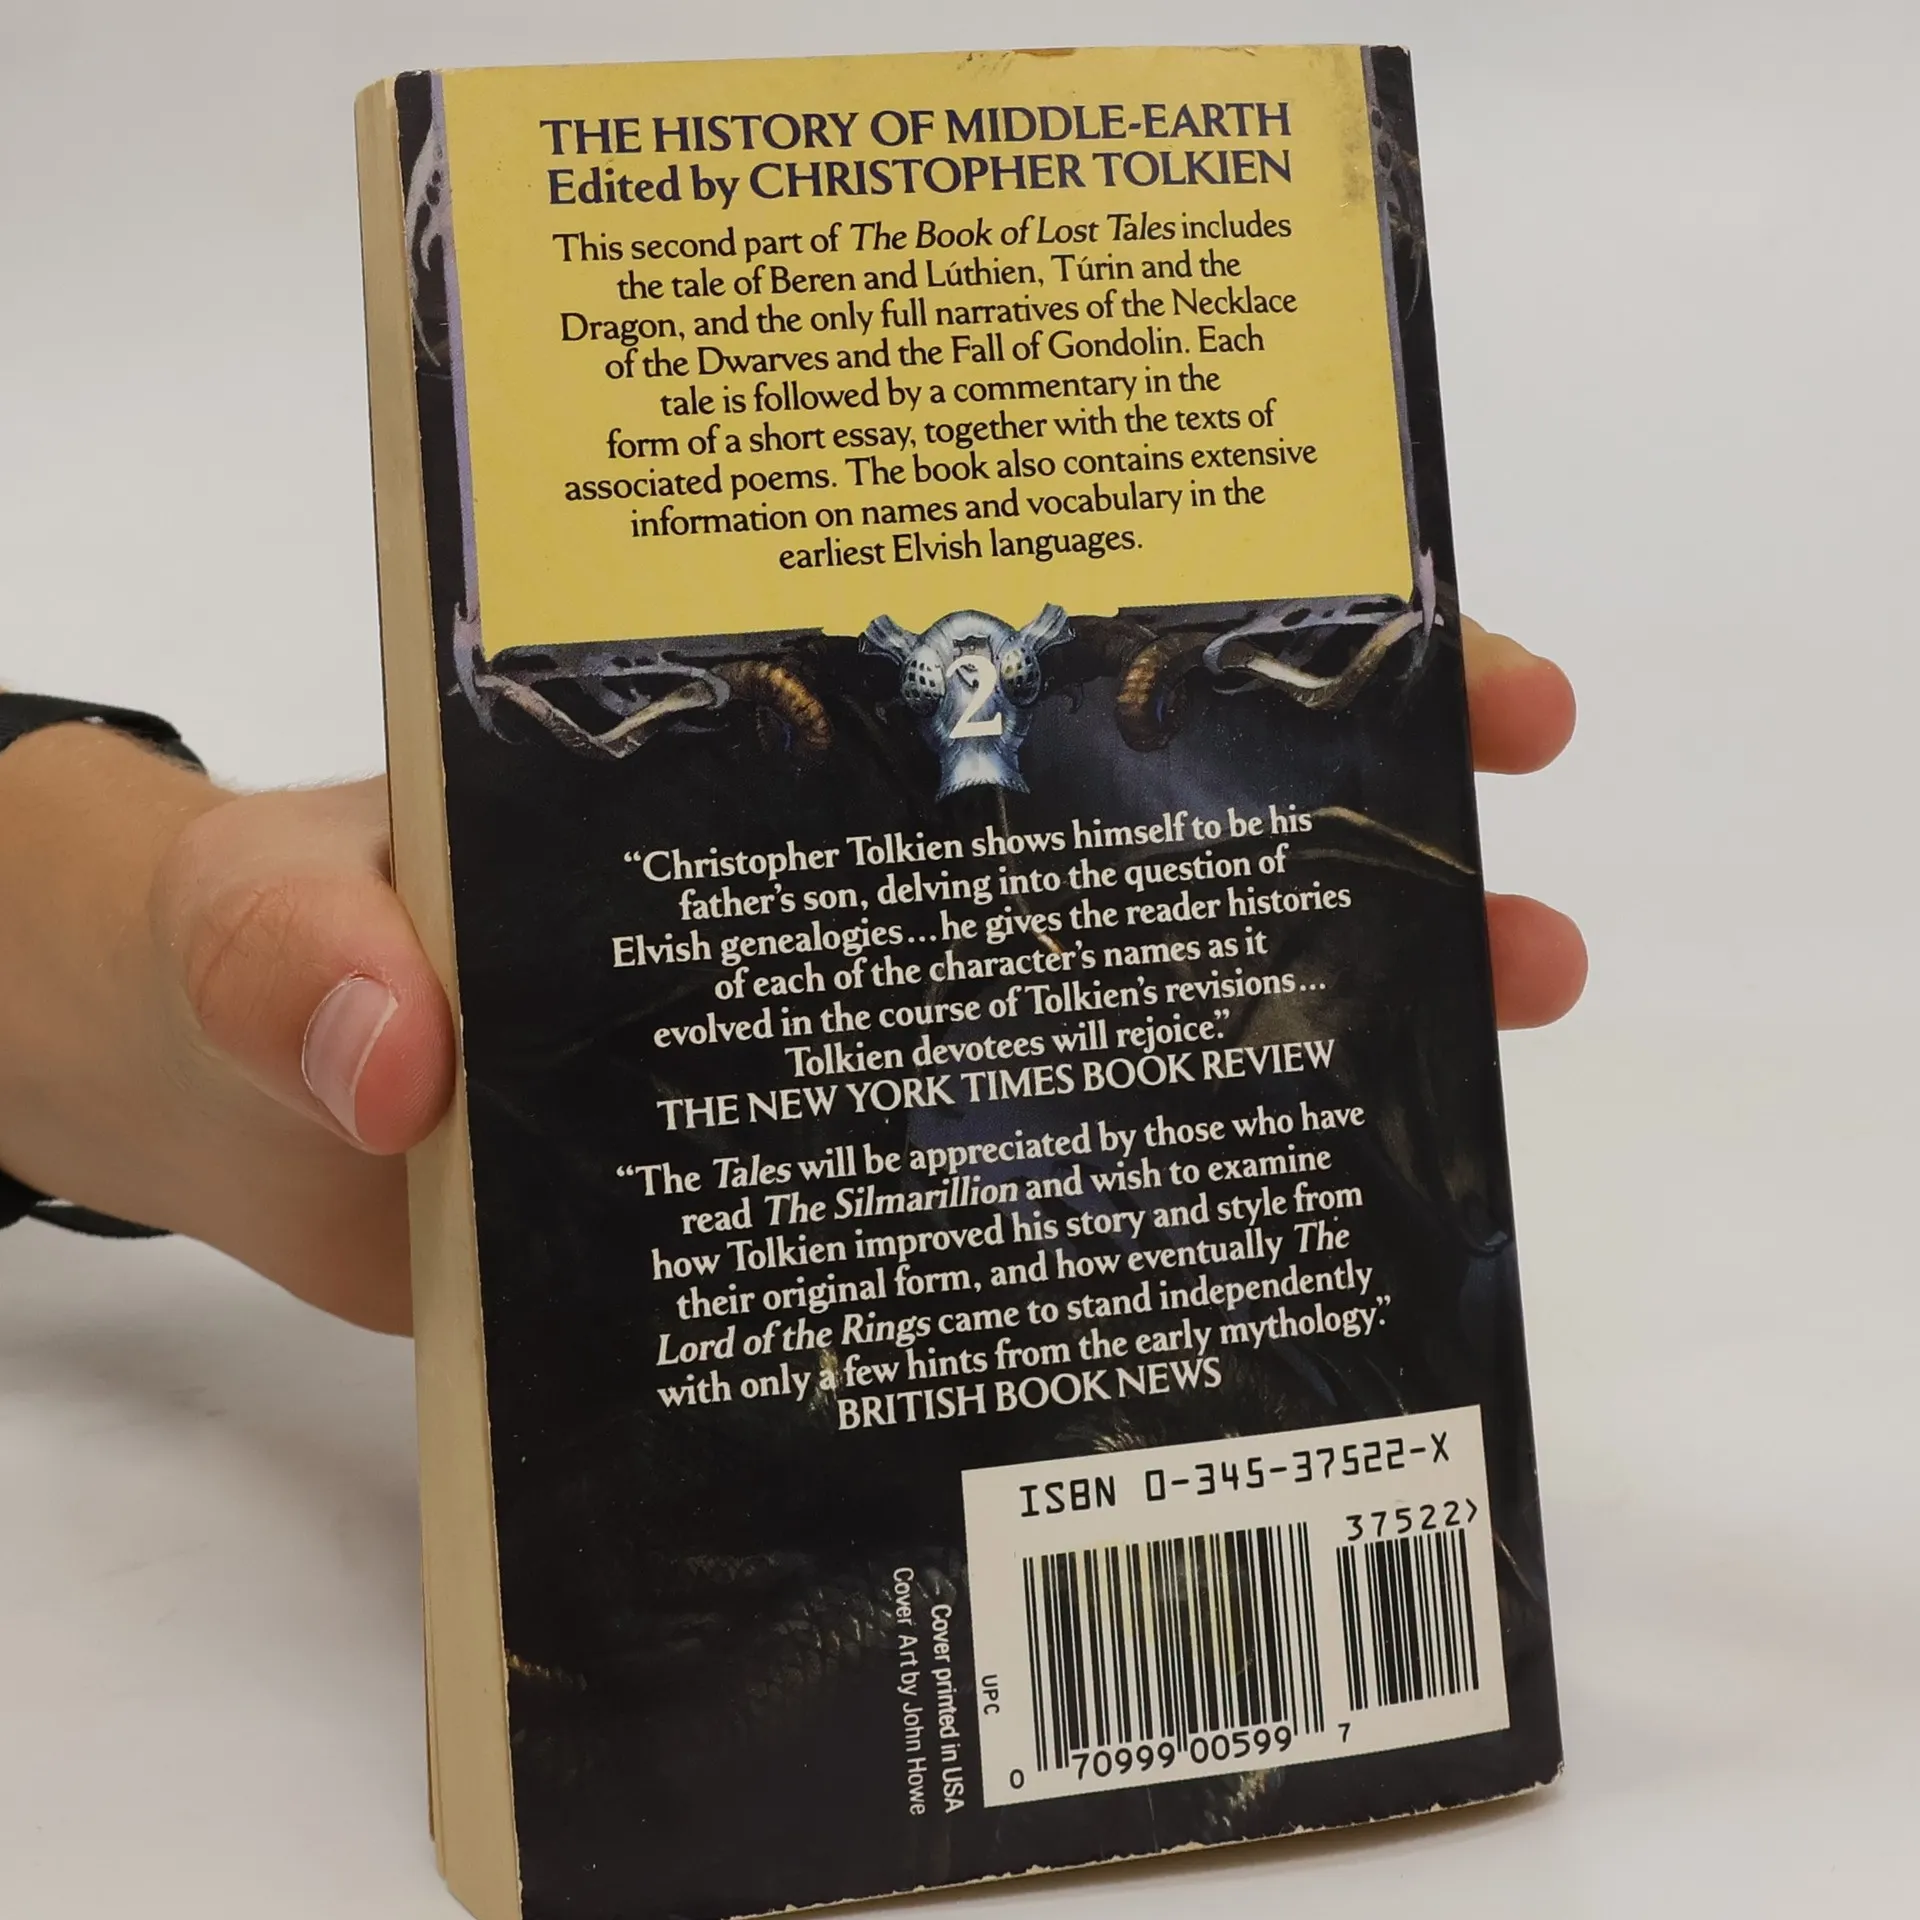 THE HISTORY OF MIDDLE-EARTH
Edited by CHRISTOPHER TOLKIEN
This second part of The Book of Lost Tales includes
the tale of Beren and Lúthien, Túrin and the
Dragon, and the only full narratives of the Necklace
of the Dwarves and the Fall of Gondolin. Each
tale is followed by a commentary in the
form of a short essay, together with the texts of
associated poems. The book also contains extensive
information on names and vocabulary in the
earliest Elvish languages.
2
“Christopher Tolkien shows himself to be his
father’s son, delving into the question of
Elvish genealogies...he gives the reader histories
of each of the character’s names as it
evolved in the course of Tolkien’s revisions...
Tolkien devotees will rejoice.”
THE NEW YORK TIMES BOOK REVIEW
“The Tales will be appreciated by those who have
read The Silmarillion and wish to examine
how Tolkien improved his story and style from
their original form, and how eventually The
Lord of the Rings came to stand independently
with only a few hints from the early mythology.”
BRITISH BOOK NEWS
ISBN 0-345-37522-X
37522>
UPC
0 70999 00599 7
Cover printed in USA
Cover Art by John Howe